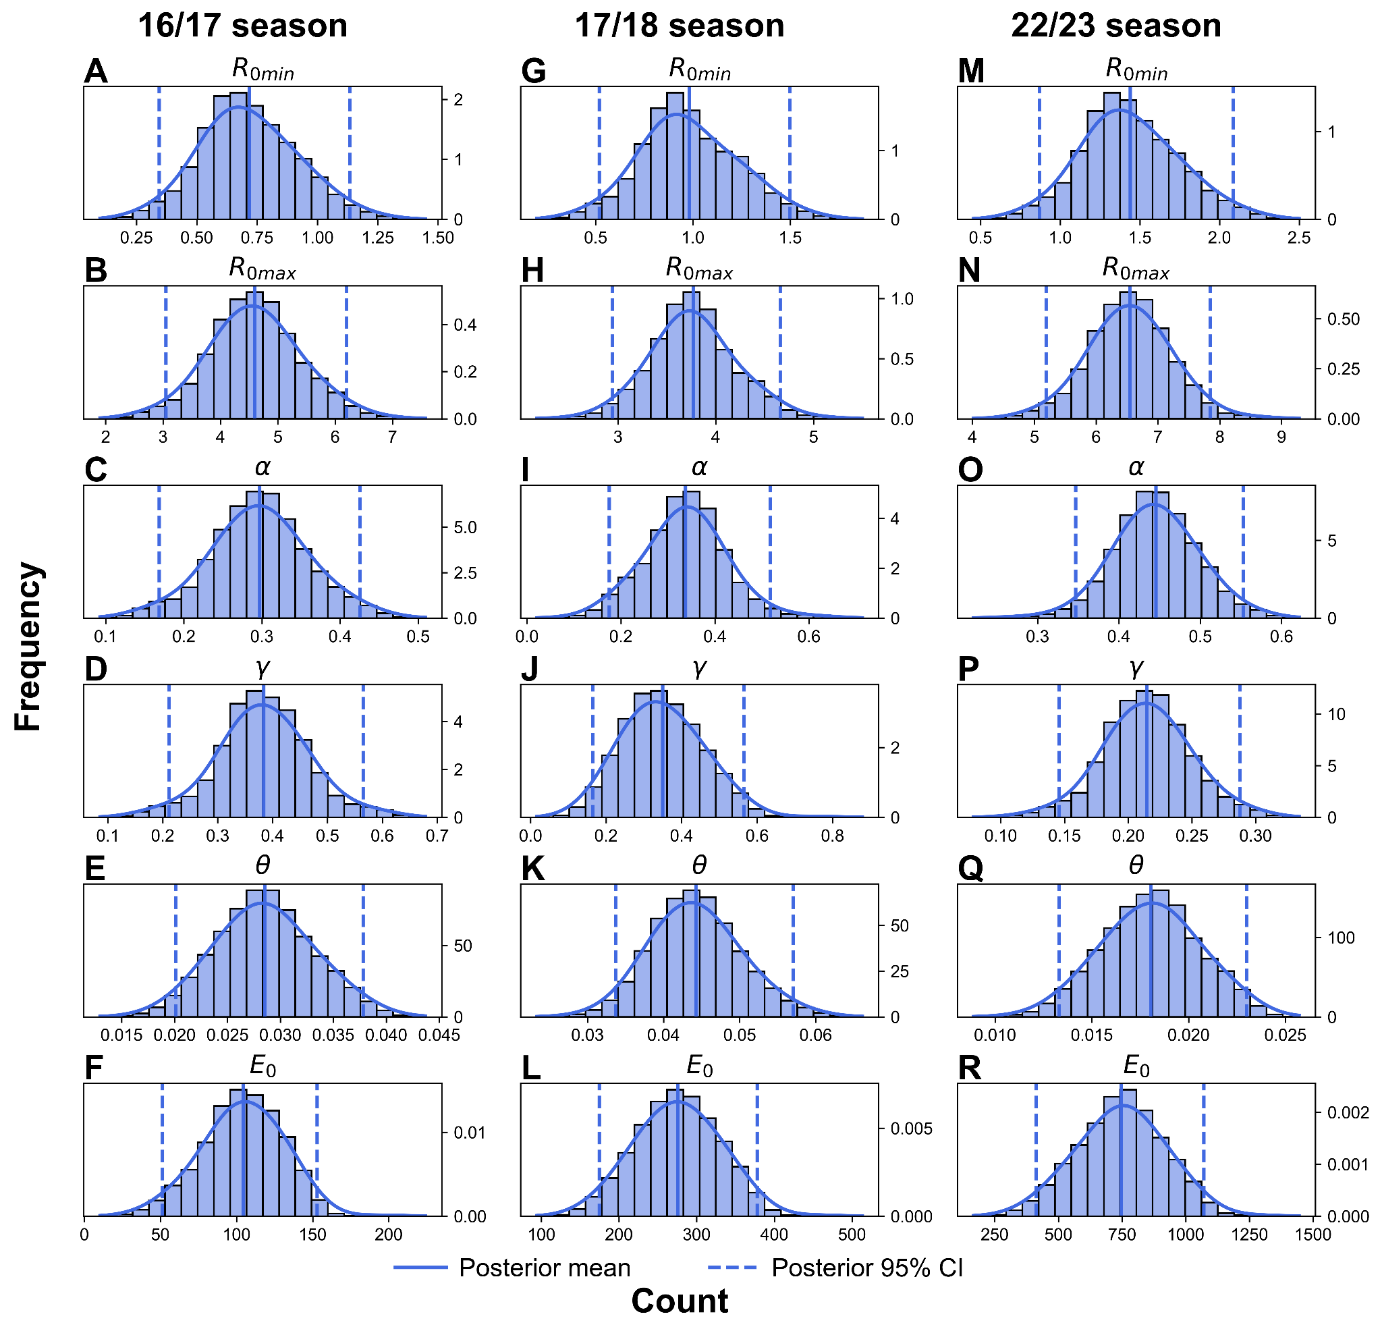 16/17 season 17/18 season 22/23 season
A R0min G R0min M R0min
2 1 0 1 0 1 0
0.25 0.50 0.75 1.00 1.25 1.50 0.5 1.0 1.5 0.5 1.0 1.5 2.0 2.5
B R0max H R0max N R0max
0.4 0.2 0.0 1.0 0.5 0.0 0.50 0.25 0.00
2 3 4 5 6 7 3 4 5 4 5 6 7 8 9
C α I α O α
5.0 2.5 0.0 4 2 0 5 0
0.1 0.2 0.3 0.4 0.5 0.0 0.2 0.4 0.6 0.3 0.4 0.5 0.6
D γ J γ P γ
4 2 0 2 0 10 5 0
0.1 0.2 0.3 0.4 0.5 0.6 0.7 0.0 0.2 0.4 0.6 0.8 0.10 0.15 0.20 0.25 0.30
E θ K θ Q θ
50 0 50 25 0 100 0
0.015 0.020 0.025 0.030 0.035 0.040 0.045 0.03 0.04 0.05 0.06 0.010 0.015 0.020 0.025
F E0 L E0 R E0
0.01 0.00 0.005 0.000 0.002 0.001 0.000
0 50 100 150 200 100 200 300 400 500 250 500 750 1000 1250 1500
Frequency
Posterior mean Posterior 95% CI
Count